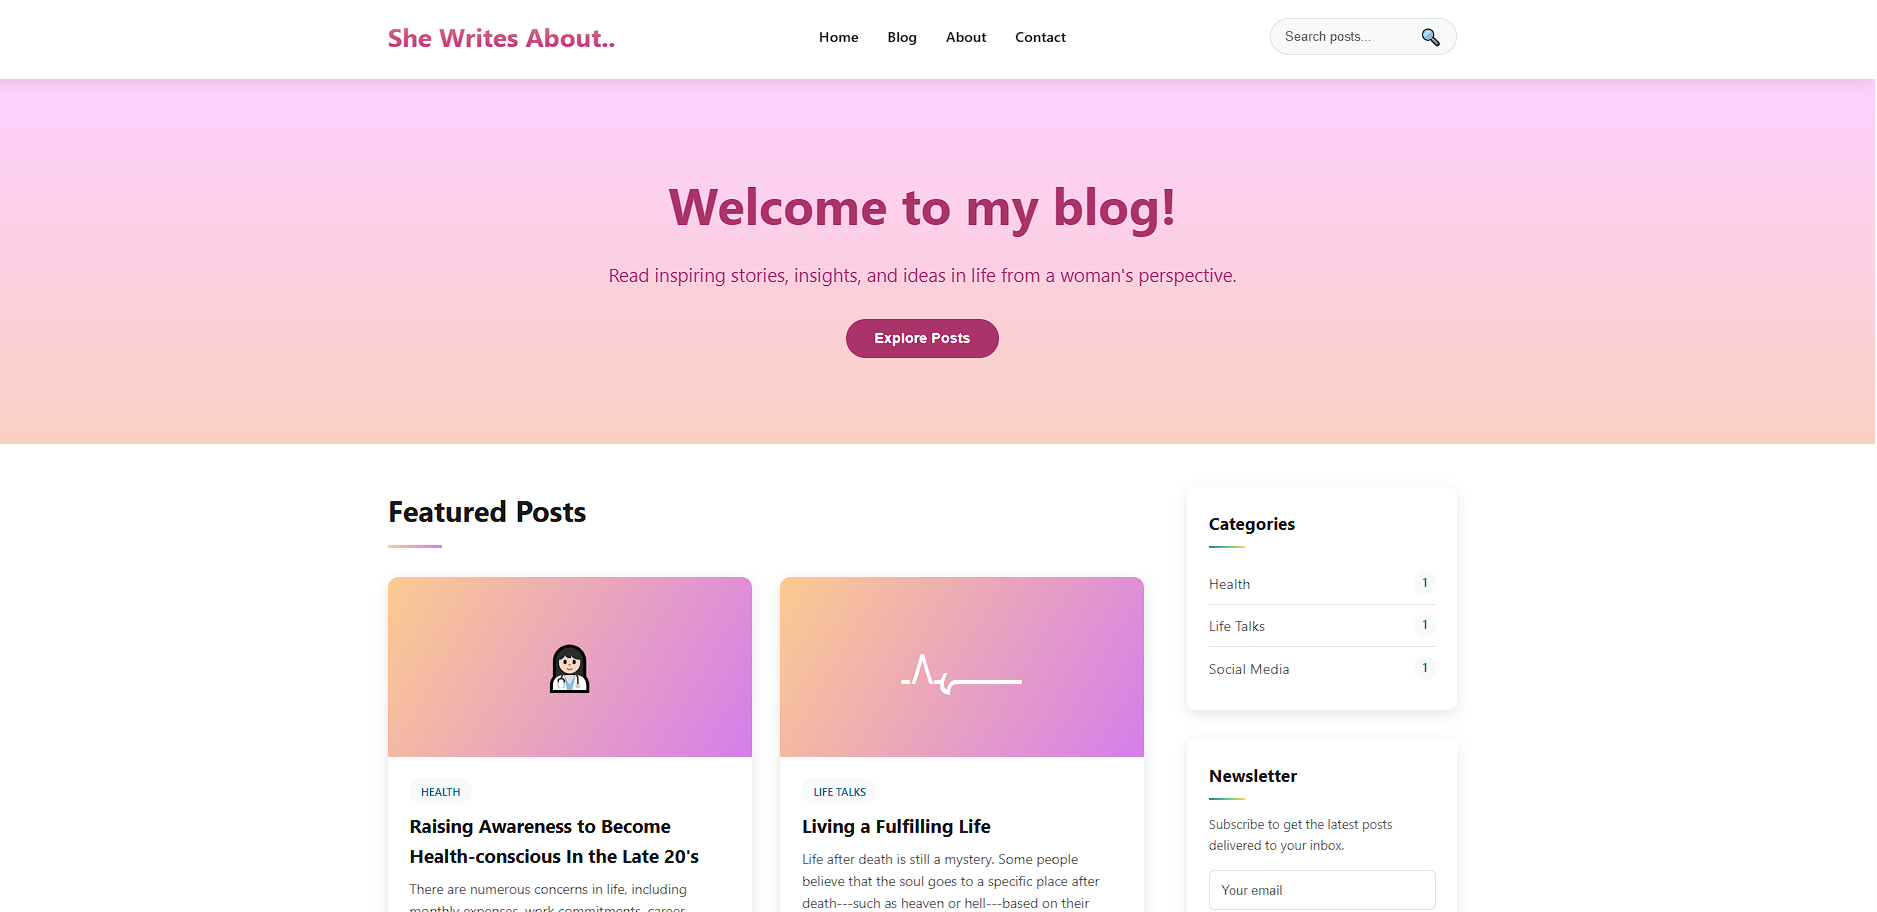 She Writes About..
Home
Blog
About
Contact
Search posts...
Welcome to my blog!
Read inspiring stories, insights, and ideas in life from a woman's perspective.
Explore Posts
Featured Posts
HEALTH
Raising Awareness to Become
Health-conscious In the Late 20's
There are numerous concerns in life, including
monthly expenses, work commitments, career
LIFE TALKS
Living a Fulfilling Life
Life after death is still a mystery. Some people
believe that the soul goes to a specific place after
death---such as heaven or hell---based on their
Categories
Health 1
Life Talks 1
Social Media 1
Newsletter
Subscribe to get the latest posts
delivered to your inbox.
Your email